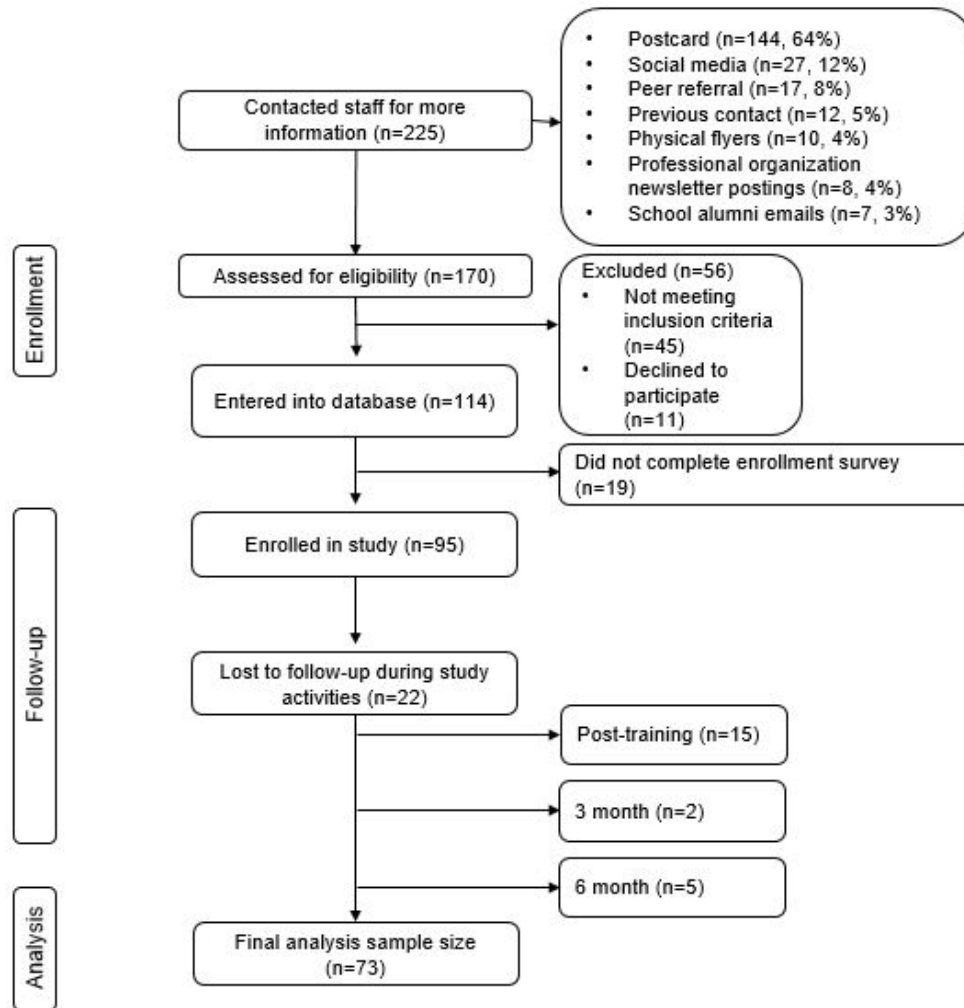 Contacted staff for more
information (n=225)
• Postcard (n=144, 64%)
• Social media (n=27, 12%)
• Peer referral (n=17, 8%)
• Previous contact (n=12, 5%)
• Physical flyers (n=10, 4%)
• Professional organization
newsletter postings (n=8, 4%)
• School alumni emails (n=7, 3%)
Enrollment
Assessed for eligibility (n=170)
Excluded (n=56)
• Not meeting
inclusion criteria
(n=45)
• Declined to
participate
(n=11)
Entered into database (n=114)
Did not complete enrollment survey
(n=19)
Follow-up
Enrolled in study (n=95)
Lost to follow-up during study
activities (n=22)
Post-training (n=15)
3 month (n=2)
6 month (n=5)
Analysis
Final analysis sample size
(n=73)